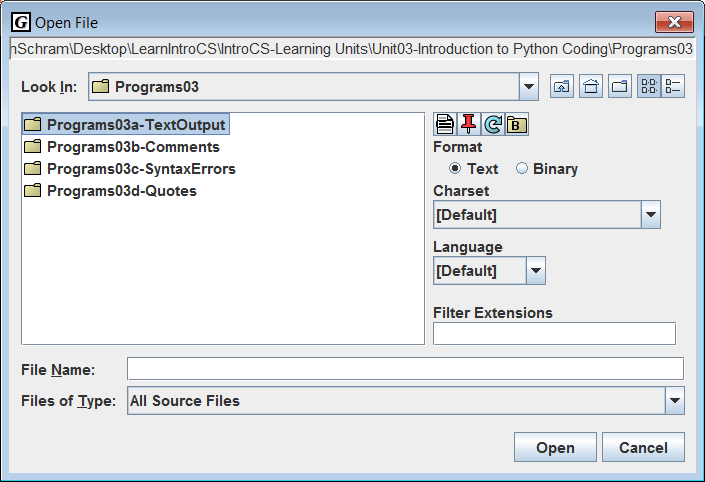 G Open File
nSchram\Desktop\LearnIntroCS\IntroCS-Learning Units\Unit03-Introduction to Python Coding\Programs03
Look In: Programs03
Programs03a-TextOutput
Programs03b-Comments
Programs03c-SyntaxErrors
Programs03d-Quotes
B
Format
Text Binary
Charset
[Default]
Language
[Default]
Filter Extensions
File Name:
Files of Type: All Source Files
Open Cancel